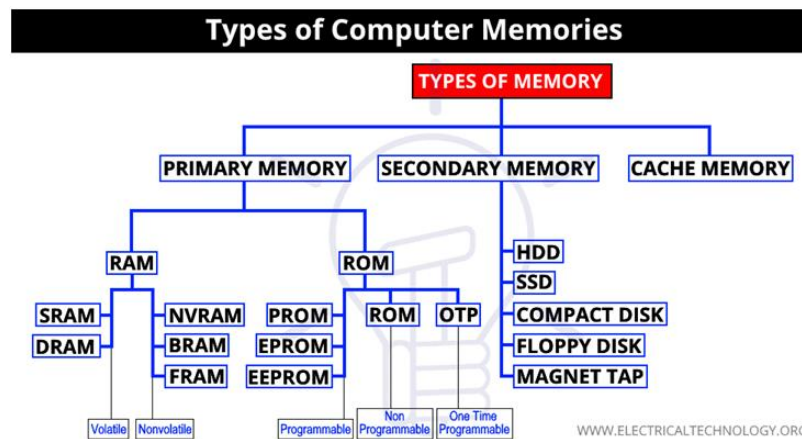 Types of Computer Memories
TYPES OF MEMORY
PRIMARY MEMORY
SECONDARY MEMORY
CACHE MEMORY
RAM
ROM
SRAM
DRAM
NVRAM
BRAM
FRAM
PROM
EPROM
EEPROM
ROM
OTP
HDD
SSD
COMPACT DISK
FLOPPY DISK
MAGNET TAP
Volatile
Nonvolatile
Programmable
Non
Programmable
One Time
Programmable
WWW.ELECTRICALTECHNOLOGY.ORG